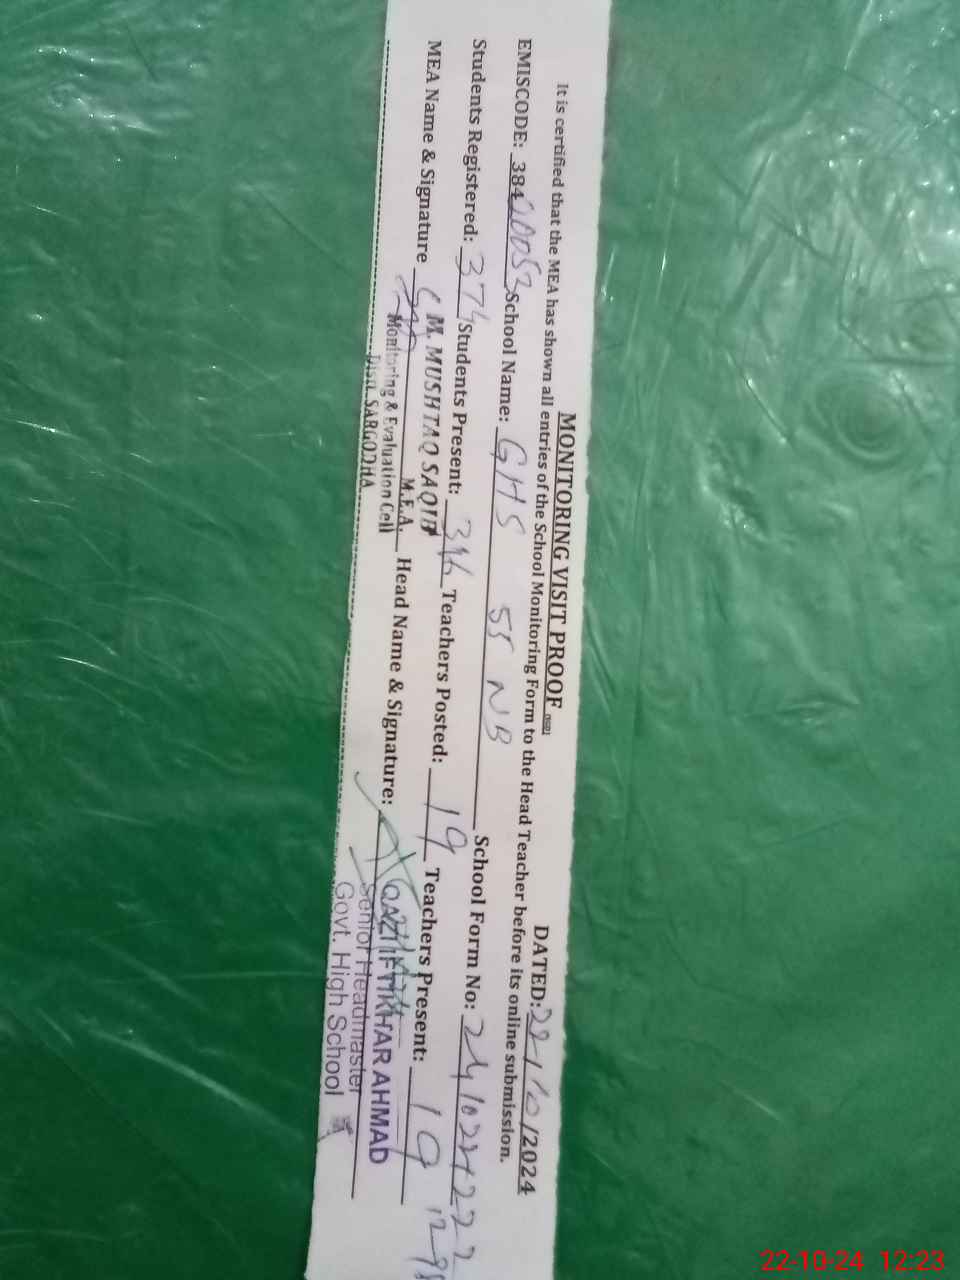 MONITORING VISIT PROOF
DATED: 22/10/2024
It is certified that the MEA has shown all entries of the School Monitoring Form to the Head Teacher before its online submission.
EMISCODE: 38420052 School Name: GHS 55 NB School Form No:
Students Registered: 374 Students Present: Teachers Posted: 19 Teachers Present: 19
MEA Name & Signature M. MUSHTAQ SAQIB Head Name & Signature: QAZI IFTIKHAR AHMAD
M.E.A. Senior Headmaster
Monitoring & Evaluation Cell Govt. High School
Distt. SARGODHA
22-10-24 12:23